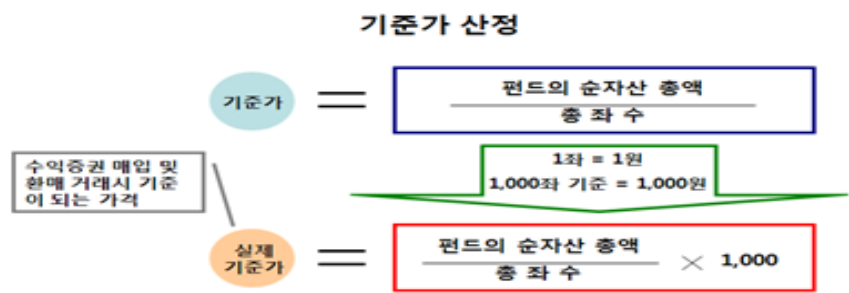 기준가 산정
기준가 = 펀드의 순자산 총액
총 좌 수
1좌 = 1원
1,000좌 기준 = 1,000원
수익증권 매입 및
환매 거래시 기준
이 되는 가격
실제
기준가 = 펀드의 순자산 총액
총 좌 수
× 1,000